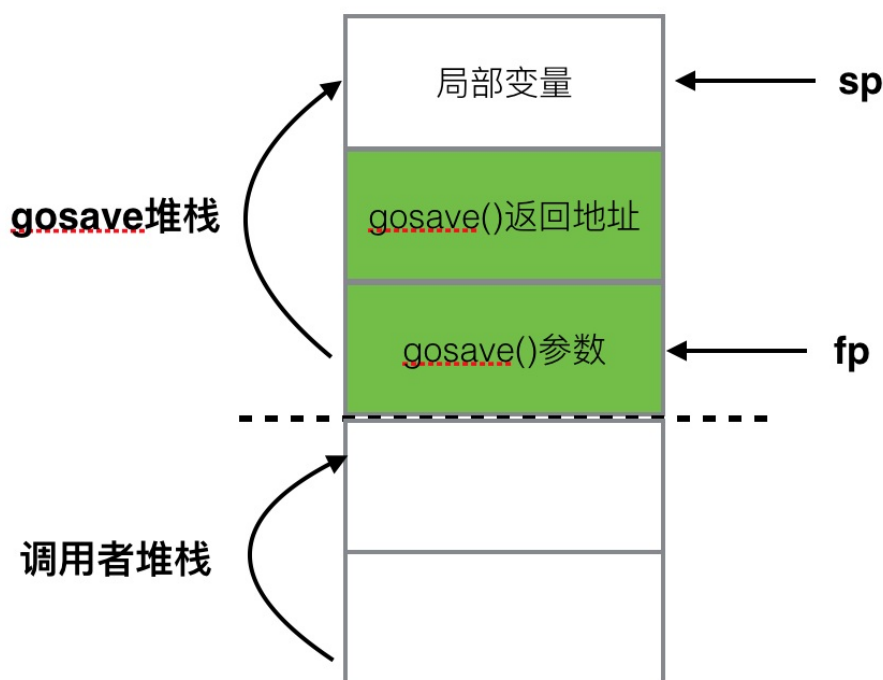 局部变量
sp
gosave堆栈
gosave()返回地址
gosave()参数
fp
调用者堆栈